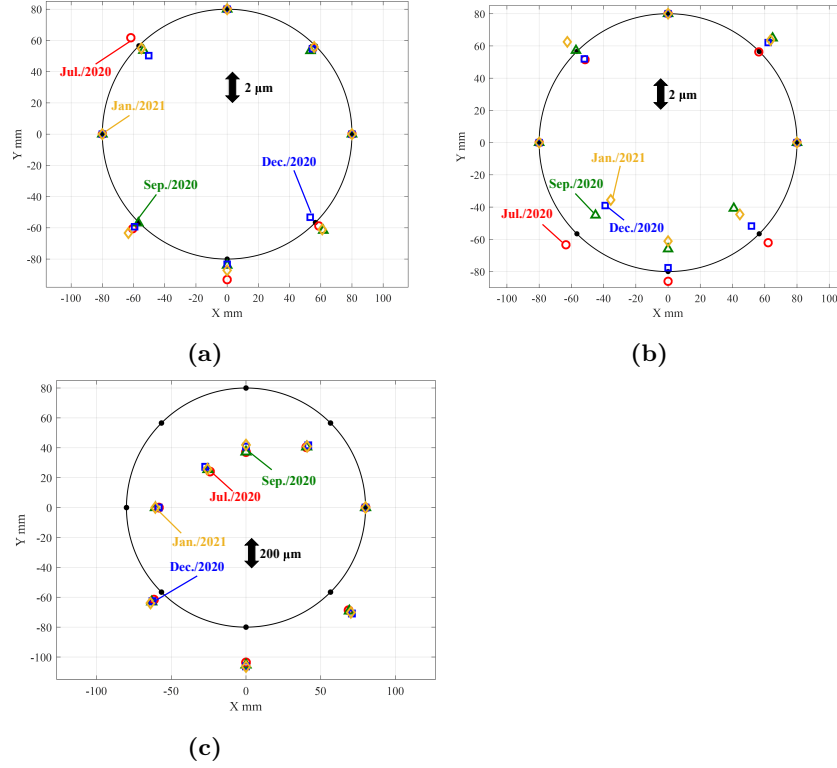 80
60
40
20
0
-20
-40
-60
-80
-100 -80 -60 -40 -20 0 20 40 60 80 100
X mm
Y mm
Jul./2020
2 μm
Jan./2021
Dec./2020
Sep./2020
(a)
80
60
40
20
0
-20
-40
-60
-80
-100 -80 -60 -40 -20 0 20 40 60 80 100
X mm
Y mm
2 μm
Jan./2021
Sep./2020
Jul./2020
Dec./2020
(b)
80
60
40
20
0
-20
-40
-60
-80
-100
-100 -50 0 50 100
X mm
Y mm
Sep./2020
Jul./2020
Jan./2021
200 μm
Dec./2020
(c)